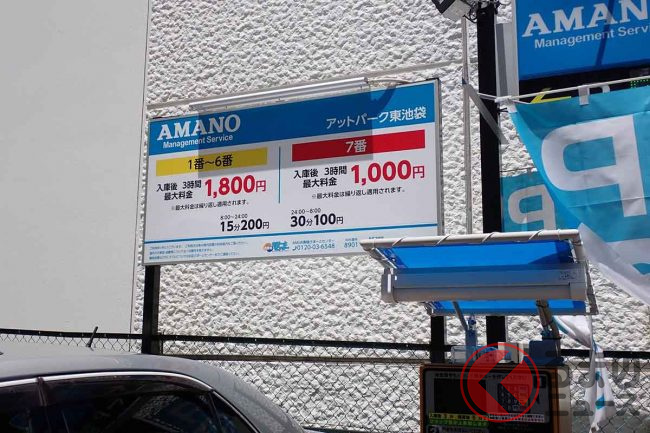 AMANO
Management Service
AMANO
Management Service
アットパーク東池袋
1番～6番
入庫後 3時間
最大料金
1,800円
※最大料金は繰り返し適用されます。
7番
入庫後 3時間
最大料金
1,000円
※最大料金は繰り返し適用されます。
8:00～24:00
15分200円
24:00～8:00
30分100円
0120-03-6548
P